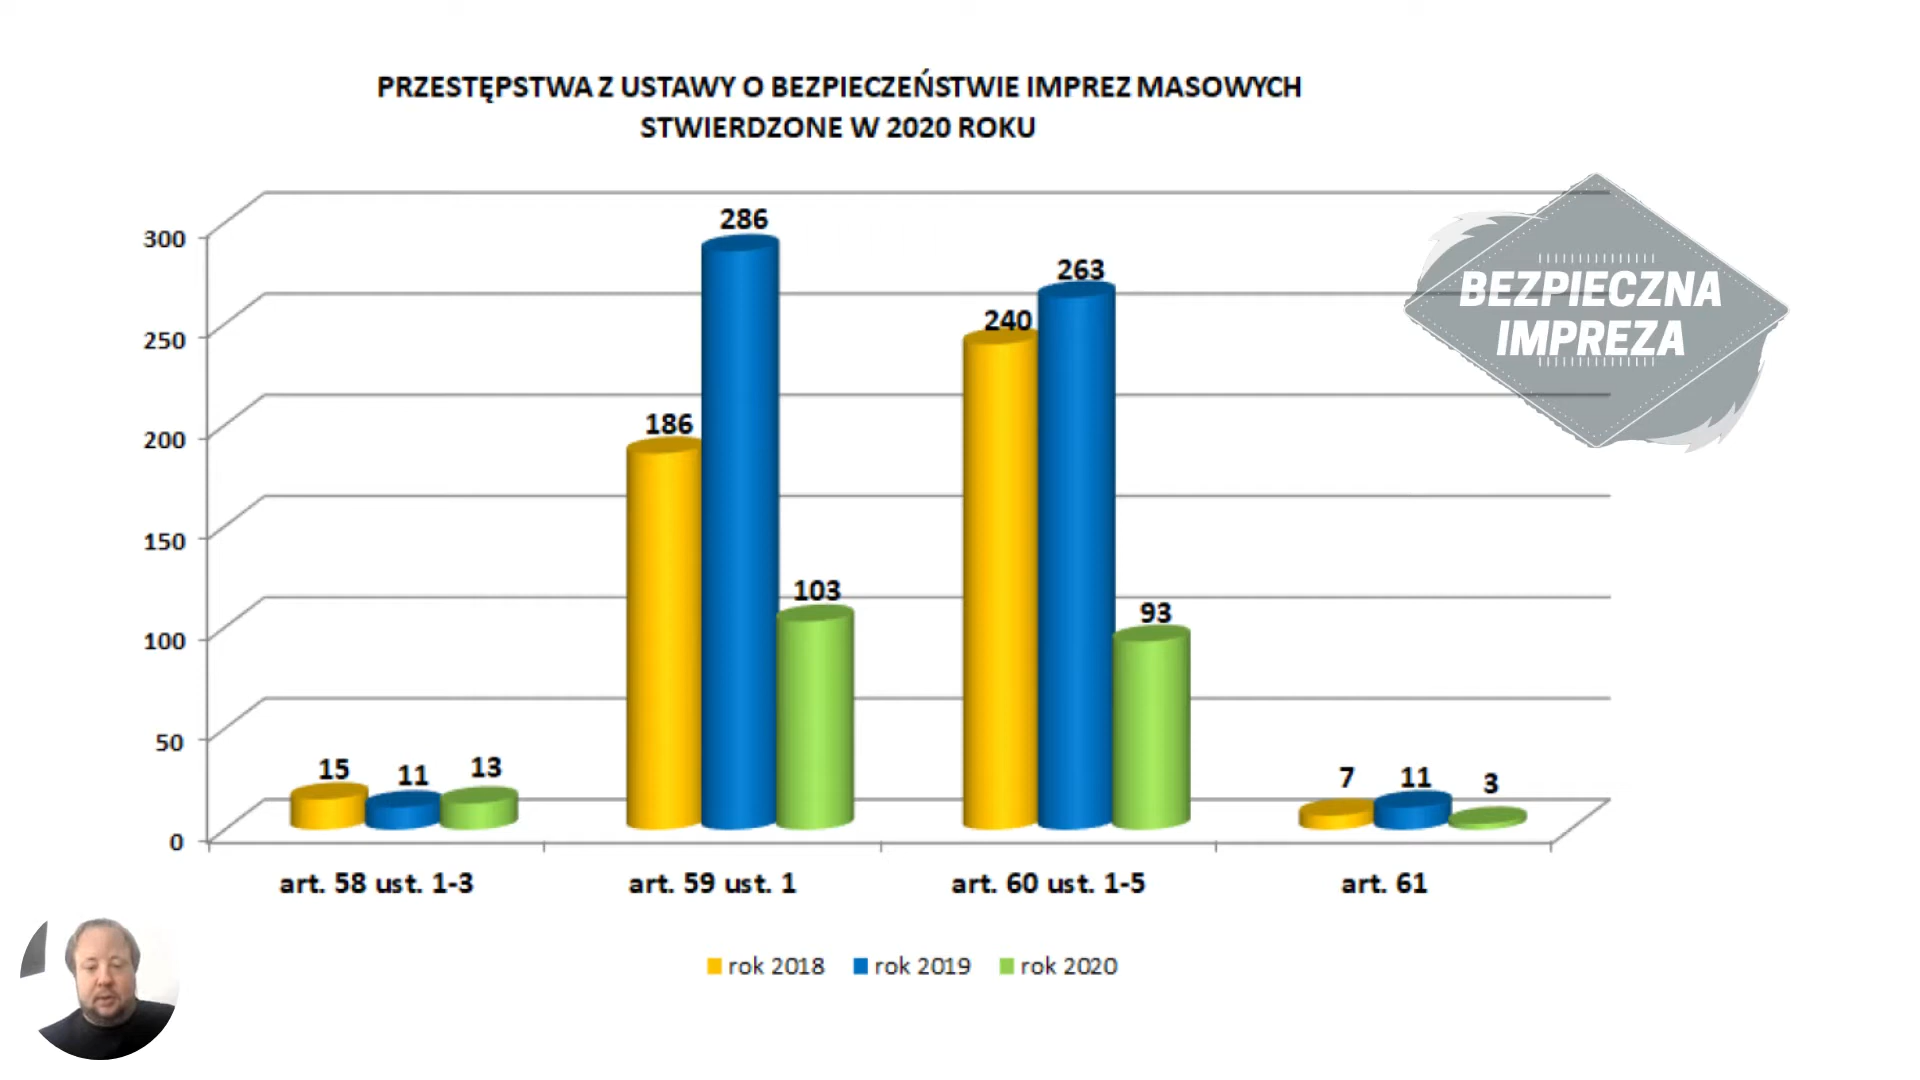 PRZESTĘPSTWA Z USTAWY O BEZPIECZEŃSTWIE IMPREZ MASOWYCH
STWIERDZONE W 2020 ROKU
BEZPIECZNA
IMPREZA
300
250
200
150
100
50
0
15
11
13
186
286
103
240
263
93
7
11
3
art. 58 ust. 1-3
art. 59 ust. 1
art. 60 ust. 1-5
art. 61
rok 2018
rok 2019
rok 2020